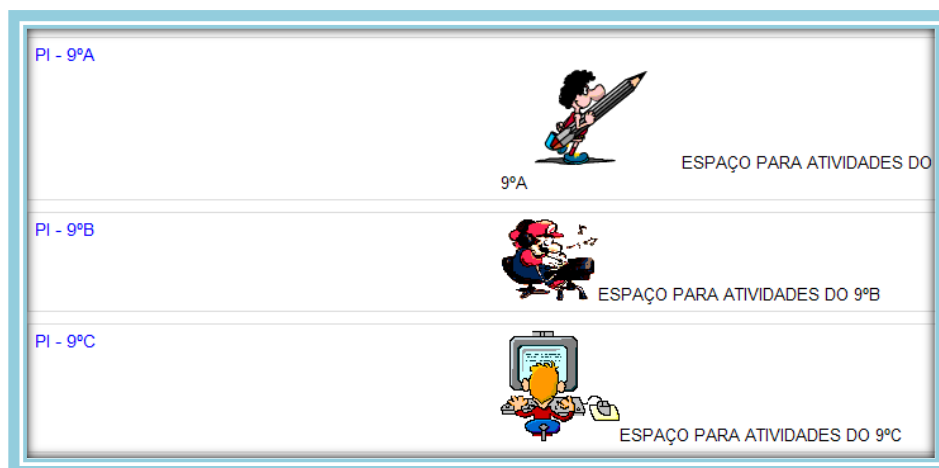 PI - 9ºA
ESPAÇO PARA ATIVIDADES DO
9ºA
PI - 9ºB
ESPAÇO PARA ATIVIDADES DO 9ºB
PI - 9ºC
ESPAÇO PARA ATIVIDADES DO 9ºC